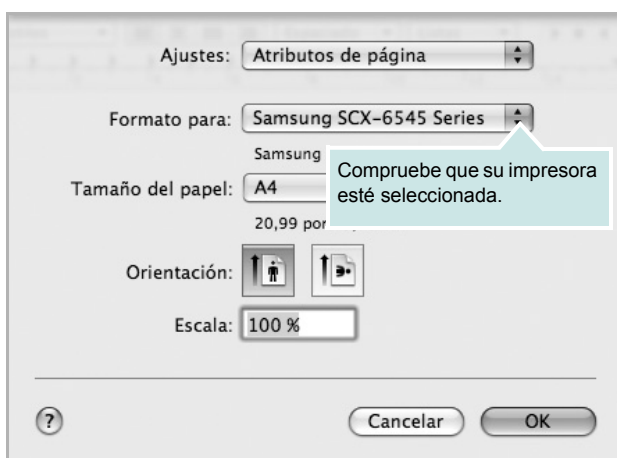 Ajustes: Atributos de página
Formato para: Samsung SCX-6545 Series
Samsung
Compruebe que su impresora
esté seleccionada.
Tamaño del papel: A4
20,99 por
Orientación:
Escala: 100 %
? Cancelar OK